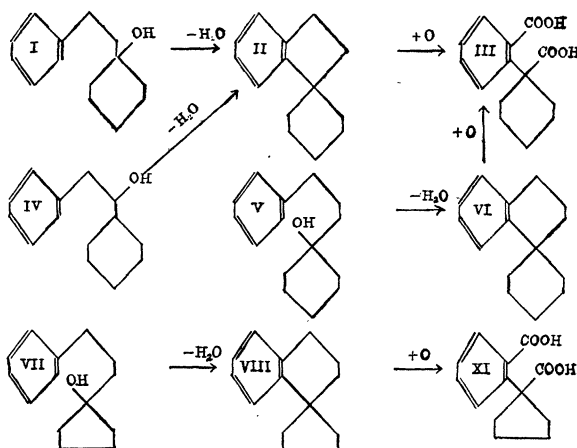 I OH −H₂O II +O III COOH COOH
−H₂O +O
IV OH V OH −H₂O VI
VII OH −H₂O VIII +O XI COOH COOH